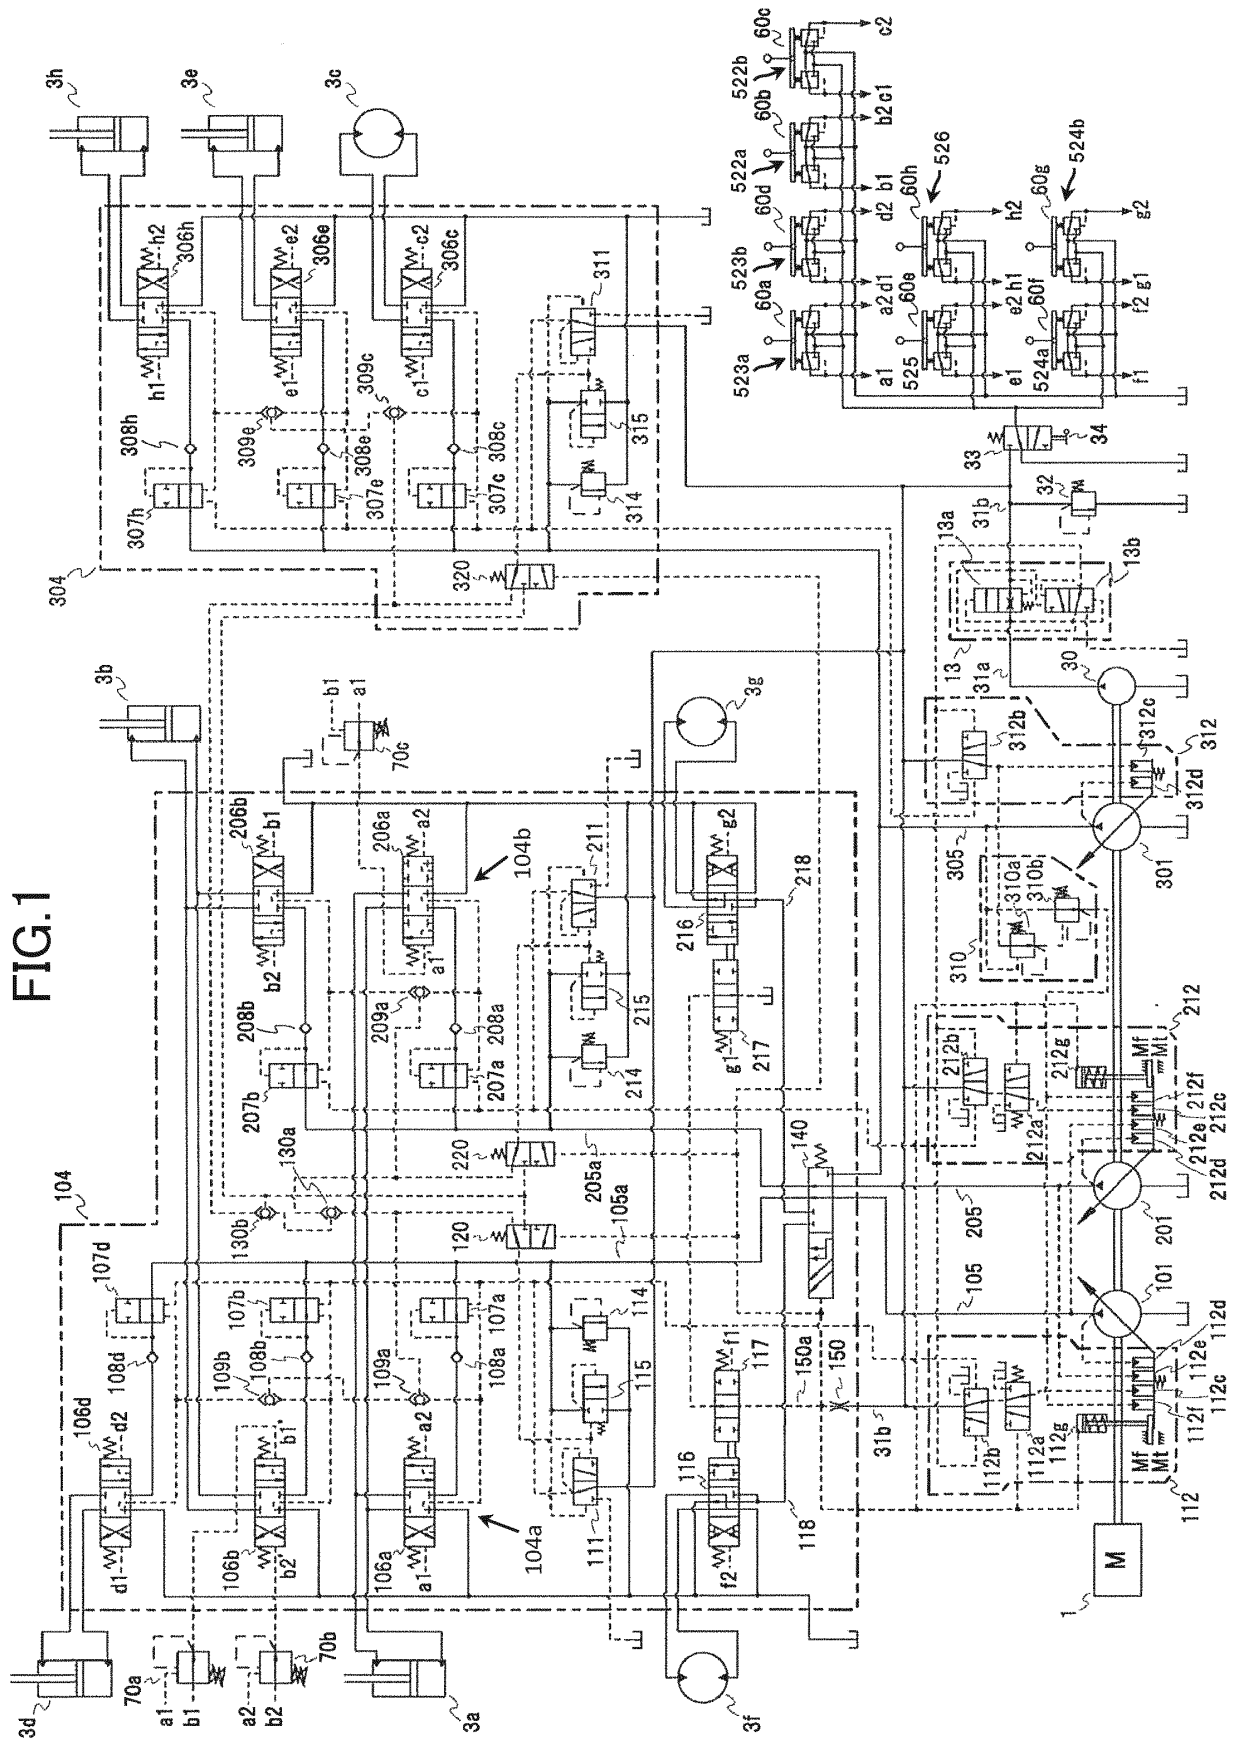 FIG.1
3h
3e
3c
304
306h
h2
h1
308h
307h
309e
306e
e2
e1
308e
307e
309c
306c
c2
c1
308c
307c
311
315
314
320
60c
c2
522b
60b
c1
b2
522a
60d
b1
d2
523b
60a
d1
a2
523a
a1
60h
526
h2
60e
h1
e2
525
e1
60g
524b
g2
60f
g1
f2
524a
f1
33
34
32
31b
13a
13b
13
31a
30
3b
b1
a1
70c
3g
206b
b1
b2
208b
207b
206a
a2
a1
104b
209a
208a
207a
211
215
214
g2
216
218
217
g1
220
205a
140
130a
130b
120
105a
104
107d
108d
106d
d2
d1
107b
108b
109b
106b
b1'
b2'
107a
108a
109a
106a
a2
a1
104a
114
115
111
f1
117
116
118
f2
150a
150
31b
312b
312c
312
312d
305
301
310
310a
310b
212
212b
212g
Mf
Mt
212a
212f
212c
212e
212d
205
201
105
101
112d
112e
112c
112f
112g
112a
112b
Mf
Mt
112
M
1
3d
70a
a1
b1
70b
a2
b2
3a
3f